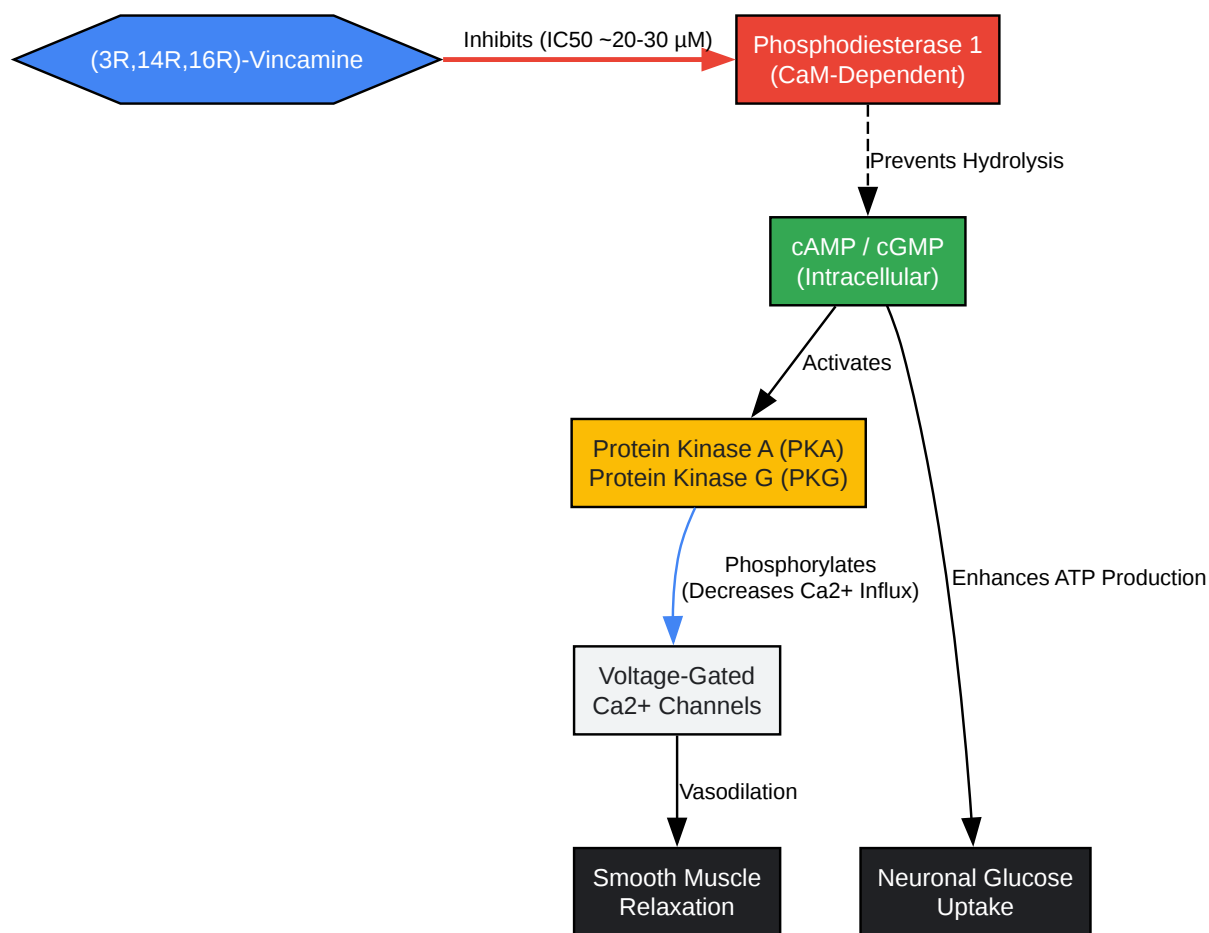 (3R,14R,16R)-Vincamine
Inhibits (IC50 ~20-30 µM)
Phosphodiesterase 1
(CaM-Dependent)
Prevents Hydrolysis
cAMP / cGMP
(Intracellular)
Activates
Protein Kinase A (PKA)
Protein Kinase G (PKG)
Phosphorylates
(Decreases Ca2+ Influx)
Enhances ATP Production
Voltage-Gated
Ca2+ Channels
Vasodilation
Smooth Muscle
Relaxation
Neuronal Glucose
Uptake